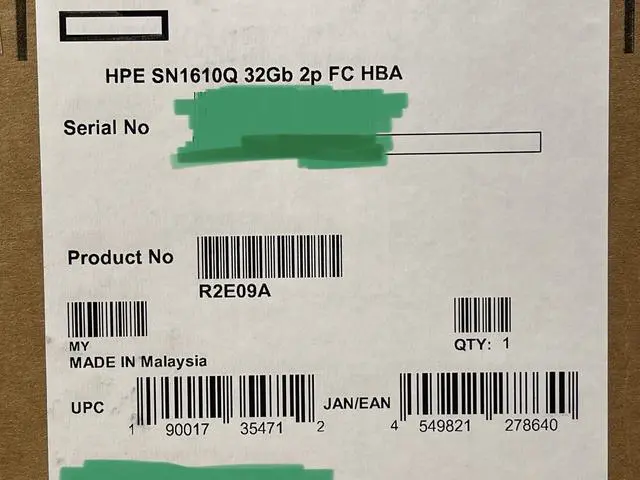 HPE SN1610Q 32Gb 2p FC HBA
Serial No
Product No
R2E09A
MY
QTY: 1
MADE IN Malaysia
UPC
1 90017 35471 2
JAN/EAN
4 549821 278640